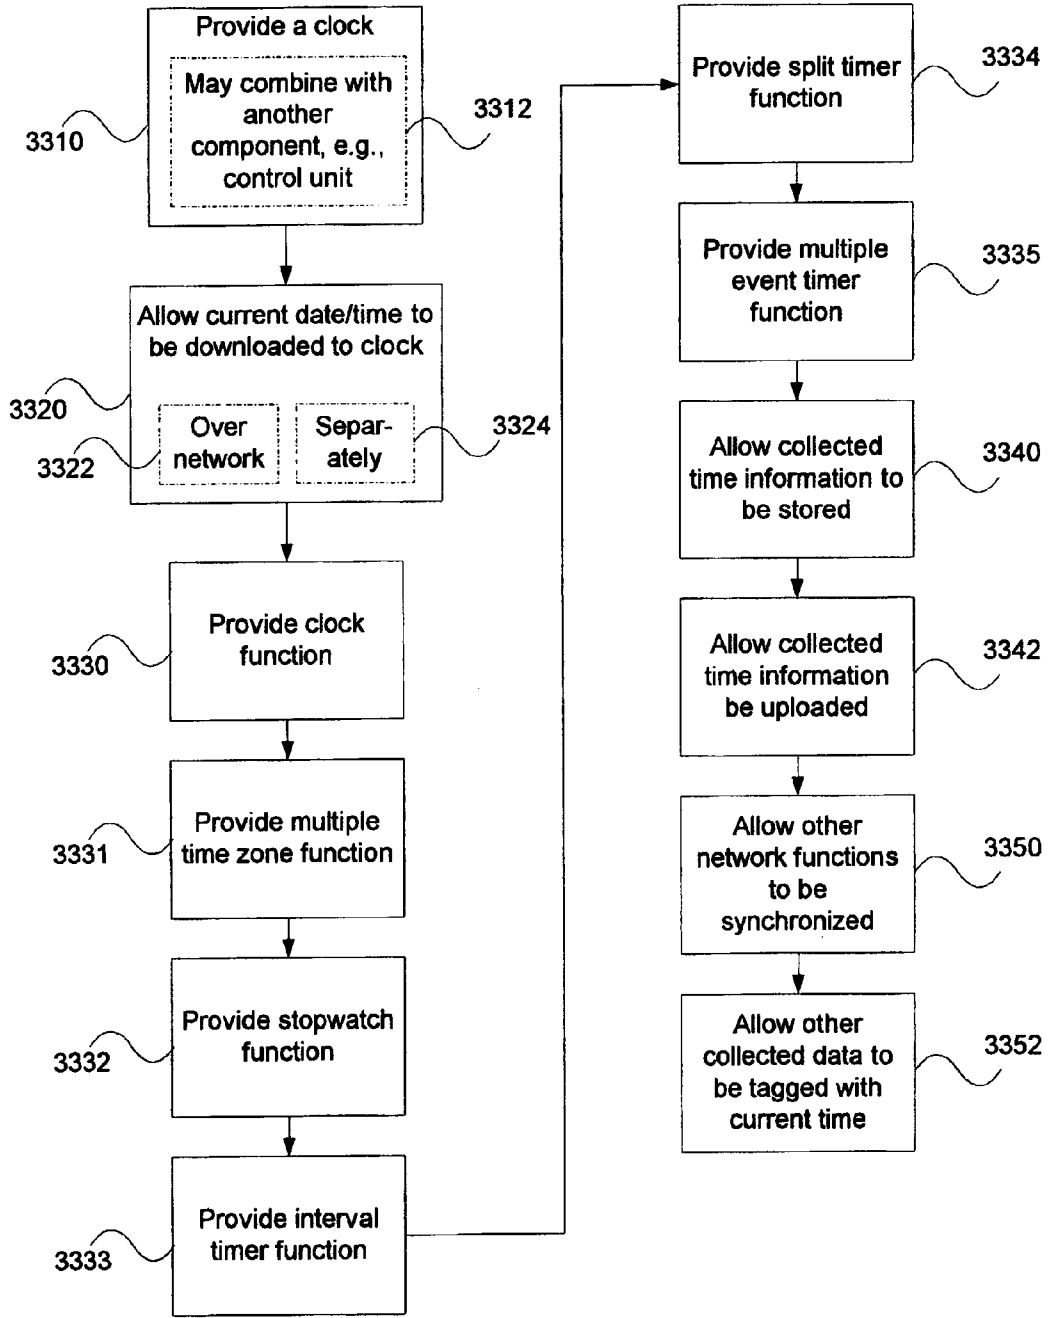 Provide a clock
May combine with
another
component, e.g.,
control unit
3310
3312
Allow current date/time to
be downloaded to clock
3320
Over
network
3322
Separ-
ately
3324
Provide clock
function
3330
Provide multiple
time zone function
3331
Provide stopwatch
function
3332
Provide interval
timer function
3333
Provide split timer
function
3334
Provide multiple
event timer
function
3335
Allow collected
time information to
be stored
3340
Allow collected
time information
be uploaded
3342
Allow other
network functions
to be
synchronized
3350
Allow other
collected data to
be tagged with
current time
3352